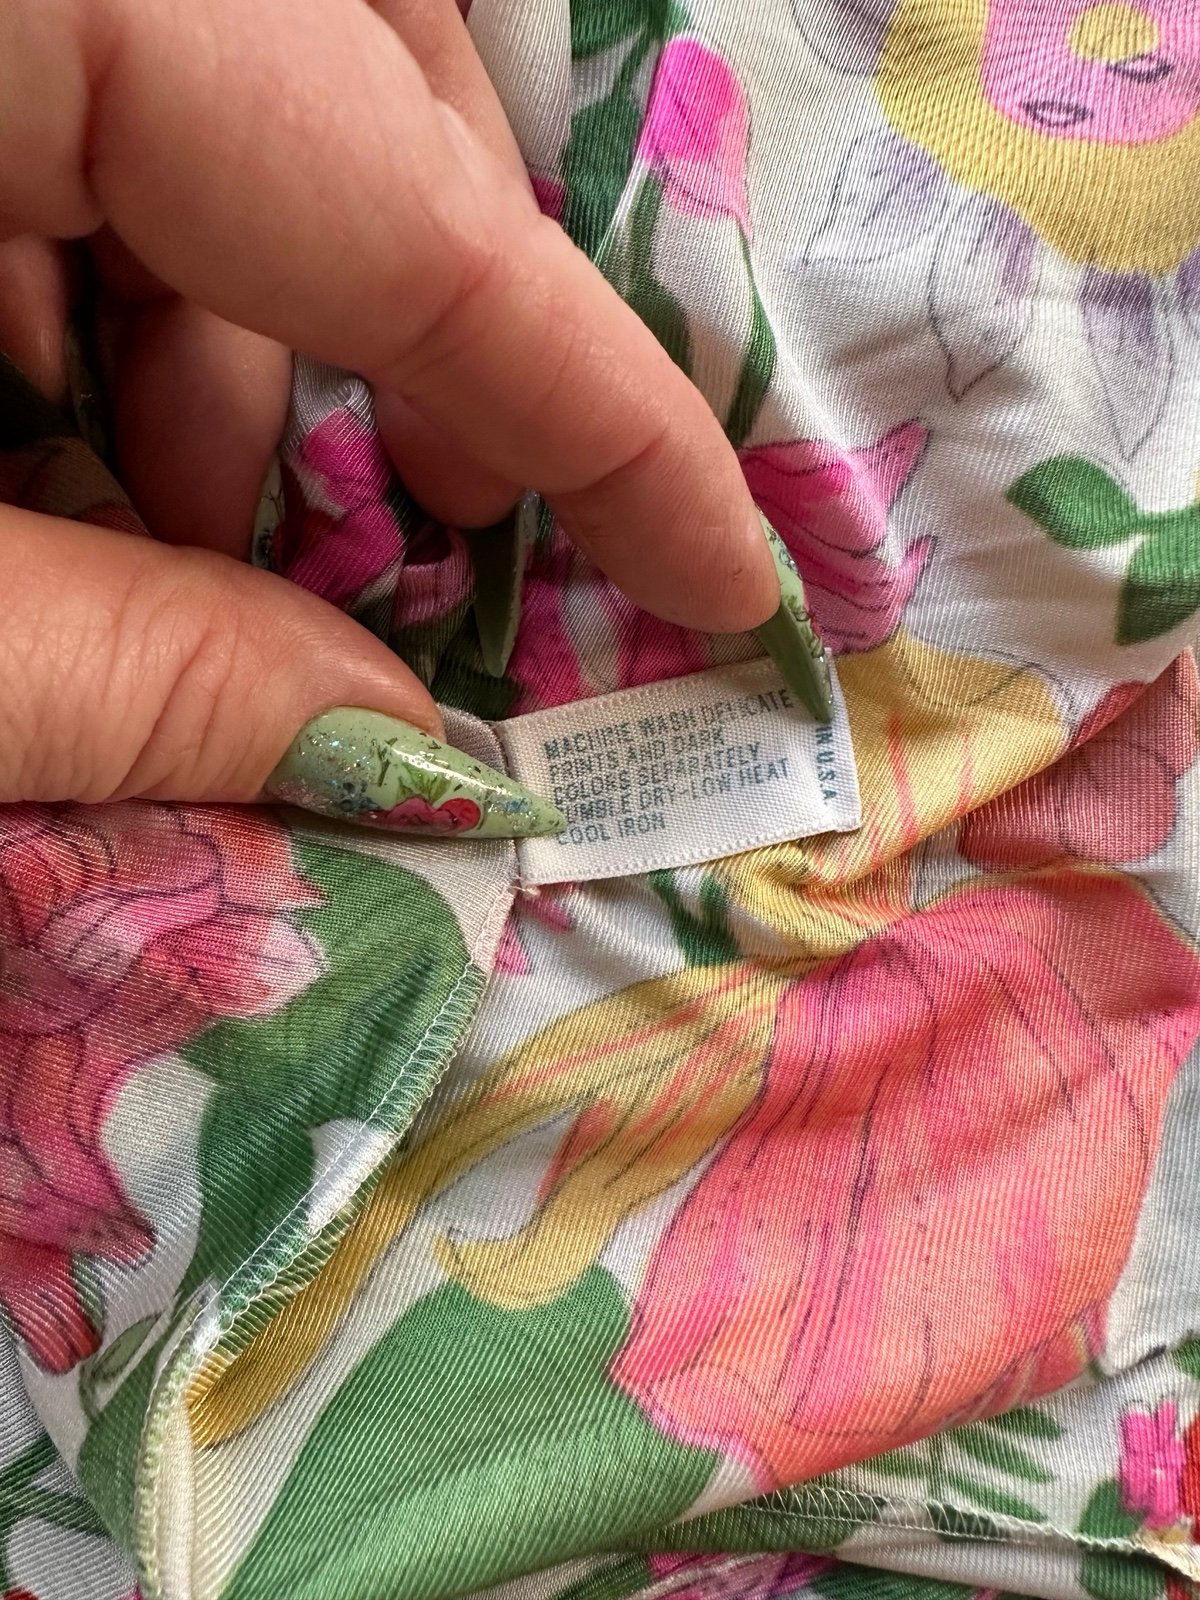 MACHINE WASH DELICATE
PRINTS AND DARK
COLORS SEPARATELY
TUMBLE DRY-LOW HEAT
COOL IRON
IN U.S.A